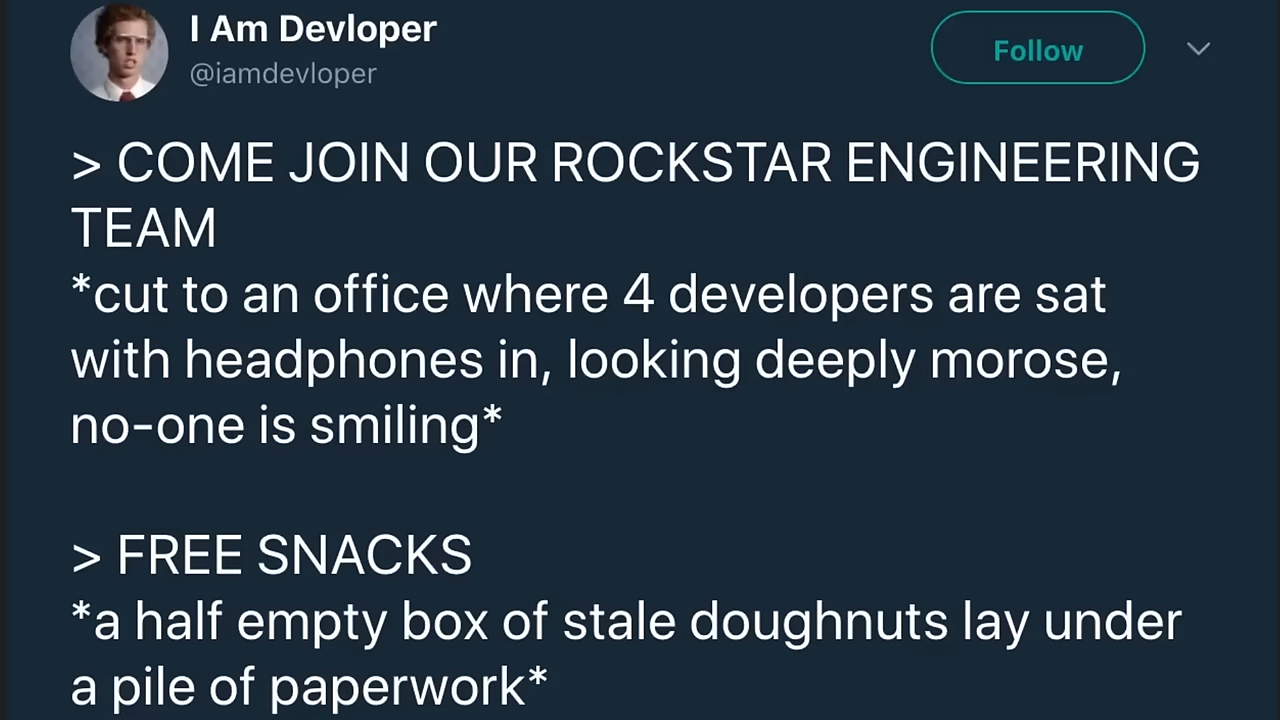 I Am Devloper
@iamdevloper
Follow
> COME JOIN OUR ROCKSTAR ENGINEERING
TEAM
*cut to an office where 4 developers are sat
with headphones in, looking deeply morose,
no-one is smiling*
> FREE SNACKS
*a half empty box of stale doughnuts lay under
a pile of paperwork*